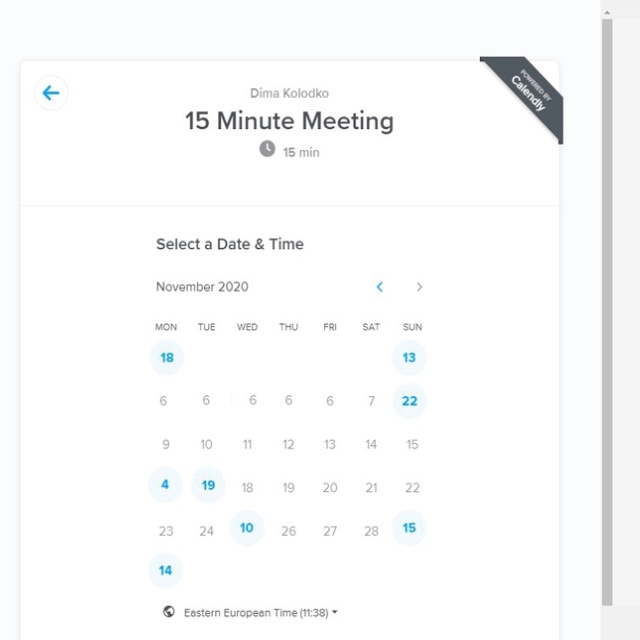 POWERED BY
Calendly
Dima Kolodko
15 Minute Meeting
15 min
Select a Date & Time
November 2020
MON TUE WED THU FRI SAT SUN
18 13
6 6 6 6 6 7 22
9 10 11 12 13 14 15
4 19 18 19 20 21 22
23 24 10 26 27 28 15
14
Eastern European Time (11:38)